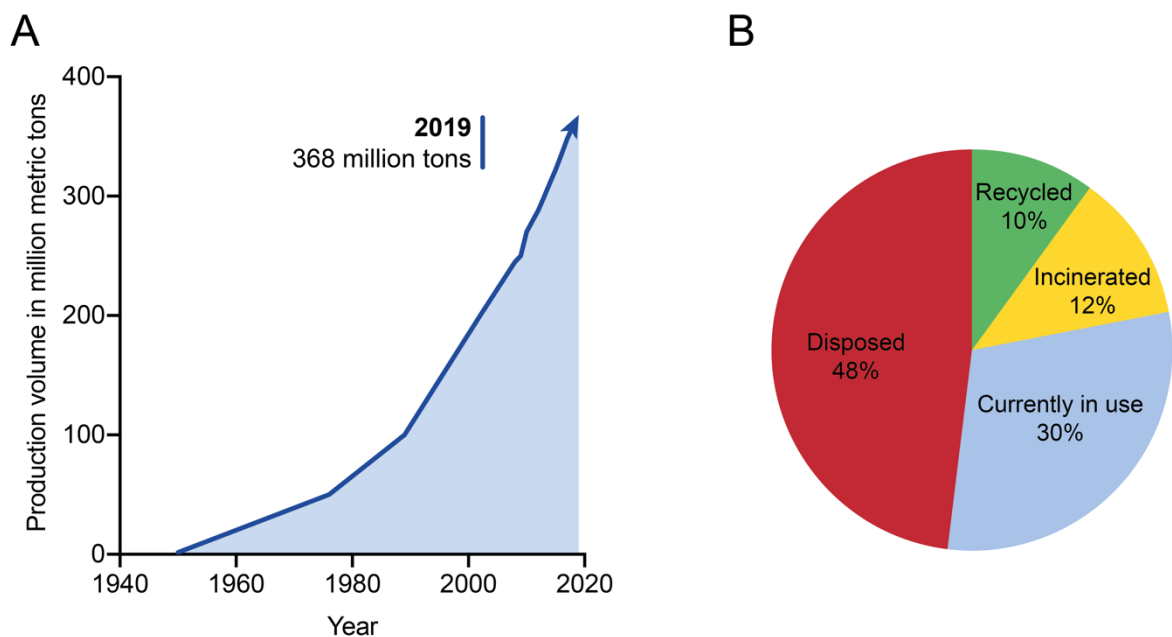 A
Production volume in million metric tons
400
300
200
100
0
2019
368 million tons
1940
1960
1980
2000
2020
Year
B
Recycled
10%
Incinerated
12%
Currently in use
30%
Disposed
48%